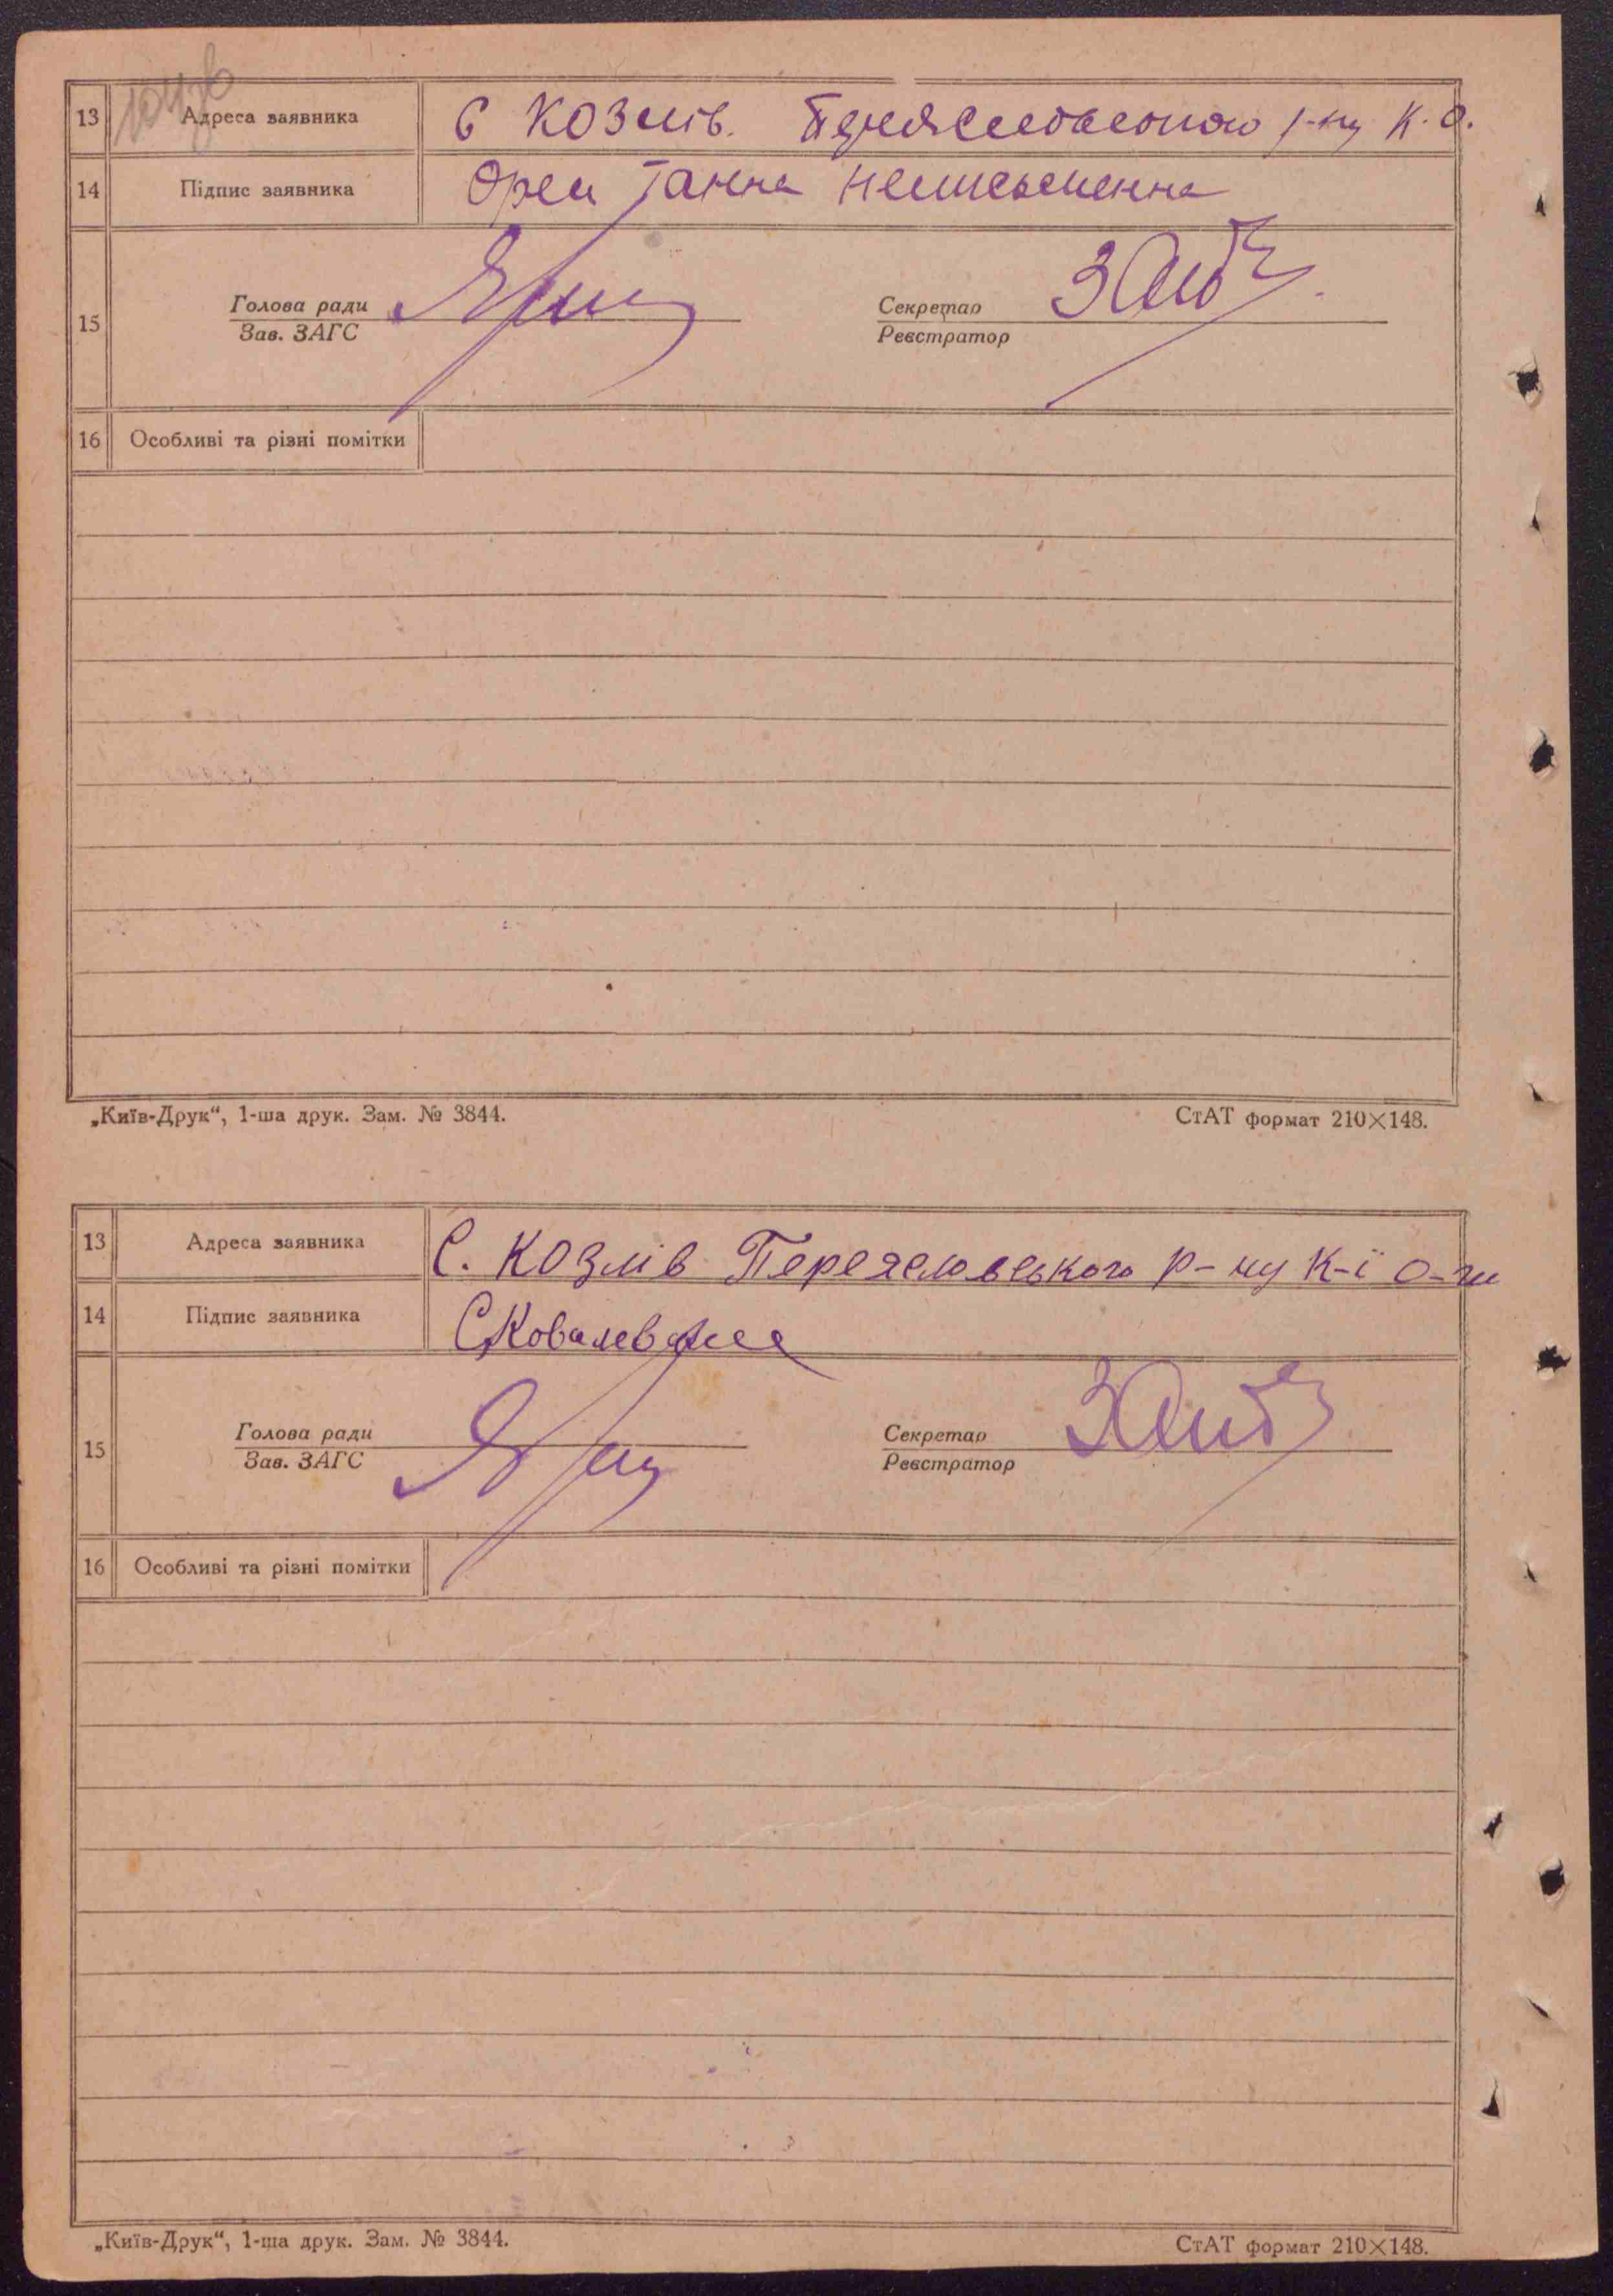 13 Адреса заявника С Козлів. Переяславського р-ну К. О.
14 Підпис заявника Орел Ганна неписьменна
Голова ради Секретар
15 Зав. ЗАГС Реєстратор
16 Особливі та різні помітки
„Київ-Друк“, 1-ша друк. Зам. № 3844. СтАТ формат 210×148.
13 Адреса заявника С. Козлів Переяславського р-ну К-ї о-ти
14 Підпис заявника
Голова ради Секретар
15 Зав. ЗАГС Реєстратор
16 Особливі та різні помітки
„Київ-Друк“, 1-ша друк. Зам. № 3844. СтАТ формат 210×148.